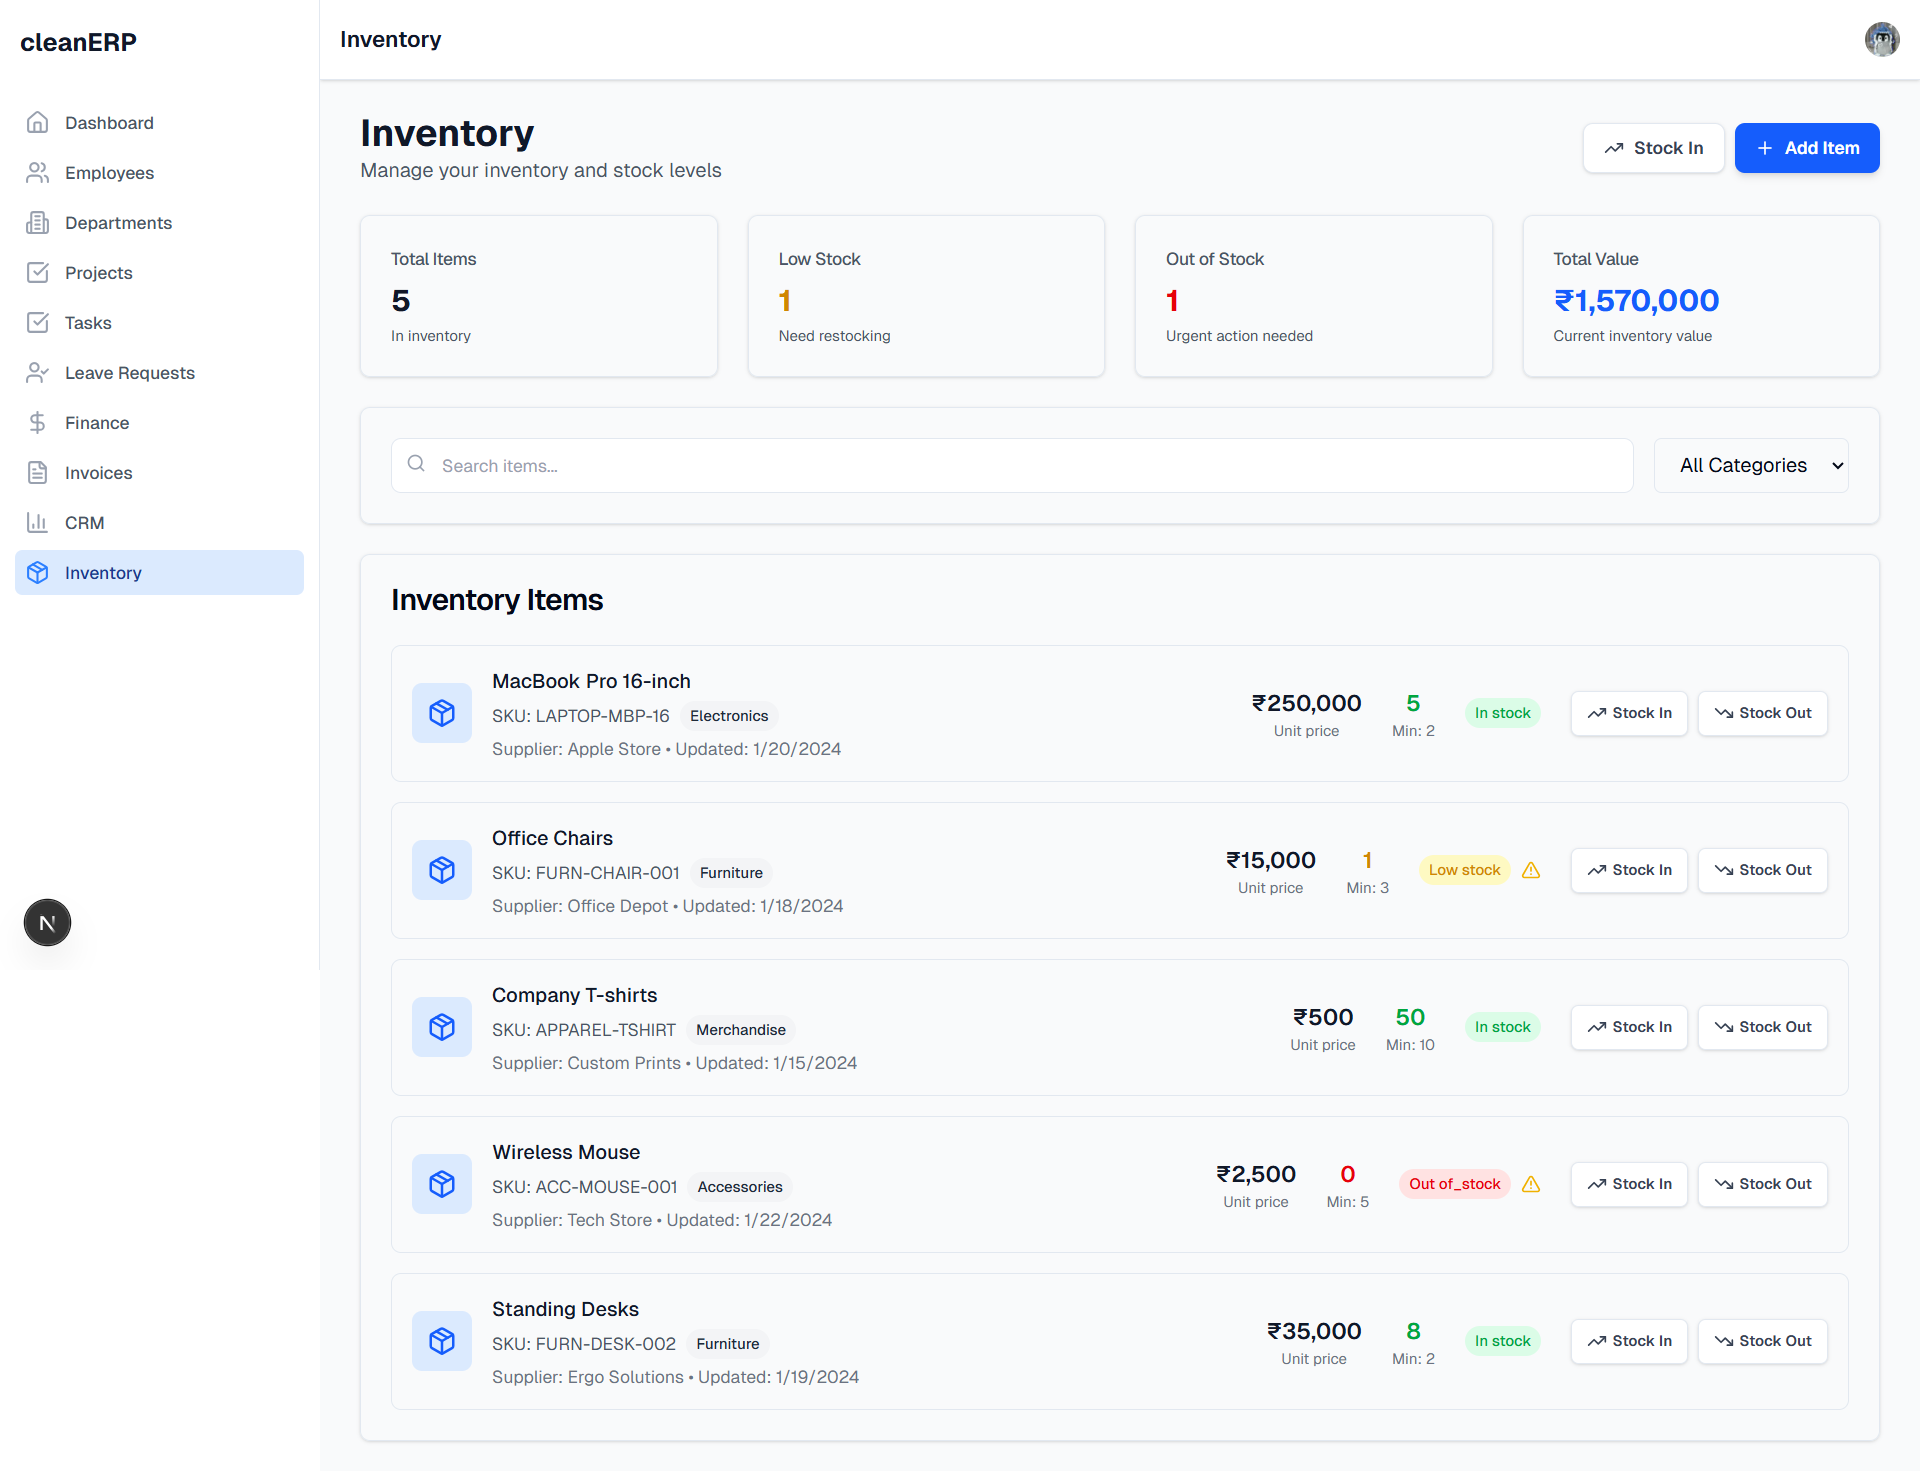 cleanERP
Dashboard
Employees
Departments
Projects
Tasks
Leave Requests
Finance
Invoices
CRM
Inventory
N
Inventory
Inventory
Manage your inventory and stock levels
Stock In
Add Item
Total Items
5
In inventory
Low Stock
1
Need restocking
Out of Stock
1
Urgent action needed
Total Value
₹1,570,000
Current inventory value
Search items...
All Categories
Inventory Items
MacBook Pro 16-inch
SKU: LAPTOP-MBP-16 Electronics
Supplier: Apple Store • Updated: 1/20/2024
₹250,000
Unit price
5
Min: 2
In stock
Stock In
Stock Out
Office Chairs
SKU: FURN-CHAIR-001 Furniture
Supplier: Office Depot • Updated: 1/18/2024
₹15,000
Unit price
1
Min: 3
Low stock
Stock In
Stock Out
Company T-shirts
SKU: APPAREL-TSHIRT Merchandise
Supplier: Custom Prints • Updated: 1/15/2024
₹500
Unit price
50
Min: 10
In stock
Stock In
Stock Out
Wireless Mouse
SKU: ACC-MOUSE-001 Accessories
Supplier: Tech Store • Updated: 1/22/2024
₹2,500
Unit price
0
Min: 5
Out of_stock
Stock In
Stock Out
Standing Desks
SKU: FURN-DESK-002 Furniture
Supplier: Ergo Solutions • Updated: 1/19/2024
₹35,000
Unit price
8
Min: 2
In stock
Stock In
Stock Out